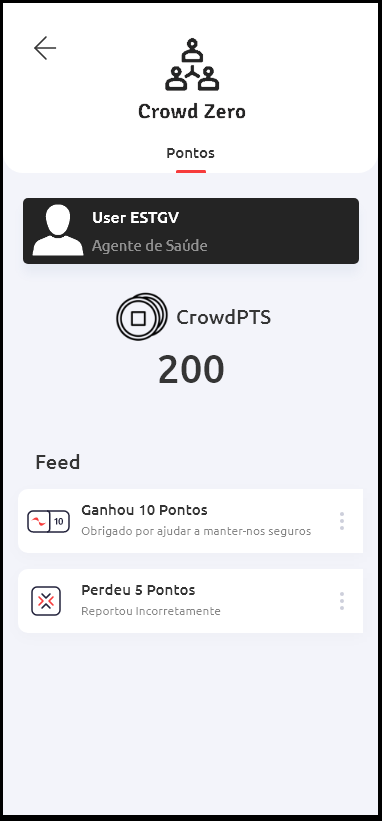 Crowd Zero
Pontos
User ESTGV
Agente de Saúde
CrowdPTS
200
Feed
Ganhou 10 Pontos
10
Obrigado por ajudar a manter-nos seguros
Perdeu 5 Pontos
Reportou Incorretamente